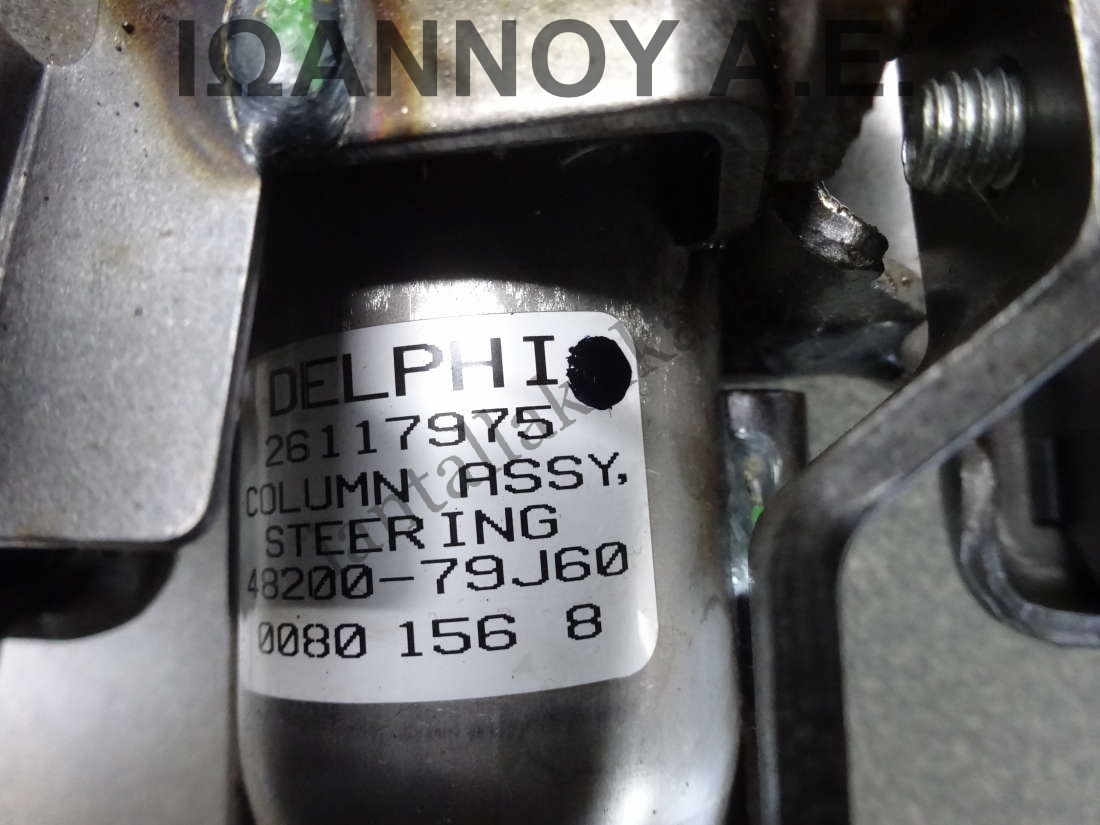 ΙΩΑΝΝΟΥ Α.Ε.
DELPHI
26117975
COLUMN ASSY,
STEERING
48200-79J60
0080 156 8